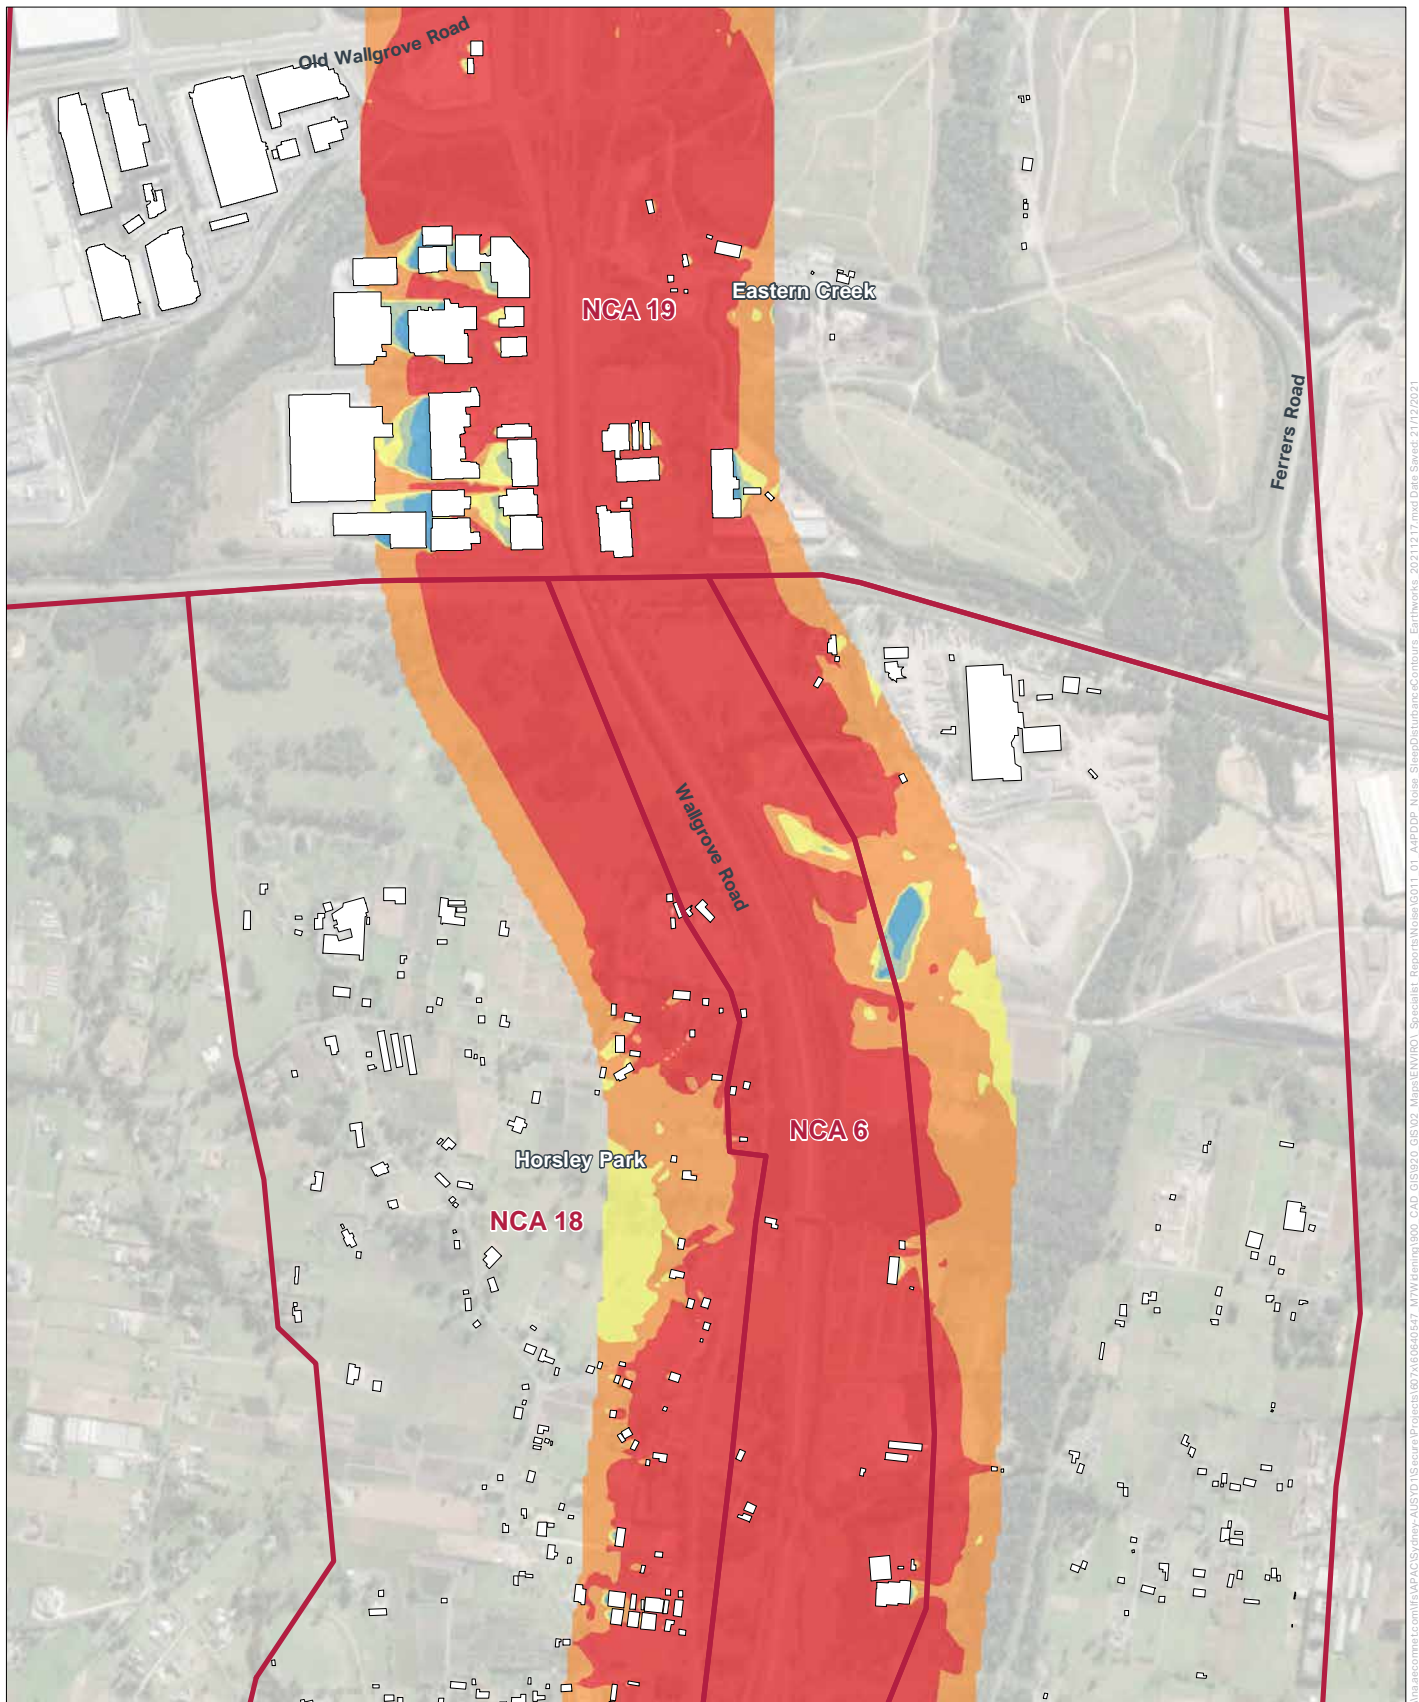 Old Wallgrove Road
NCA 19
Eastern Creek
Ferrers Road
Wallgrove Road
NCA 6
Horsley Park
NCA 18